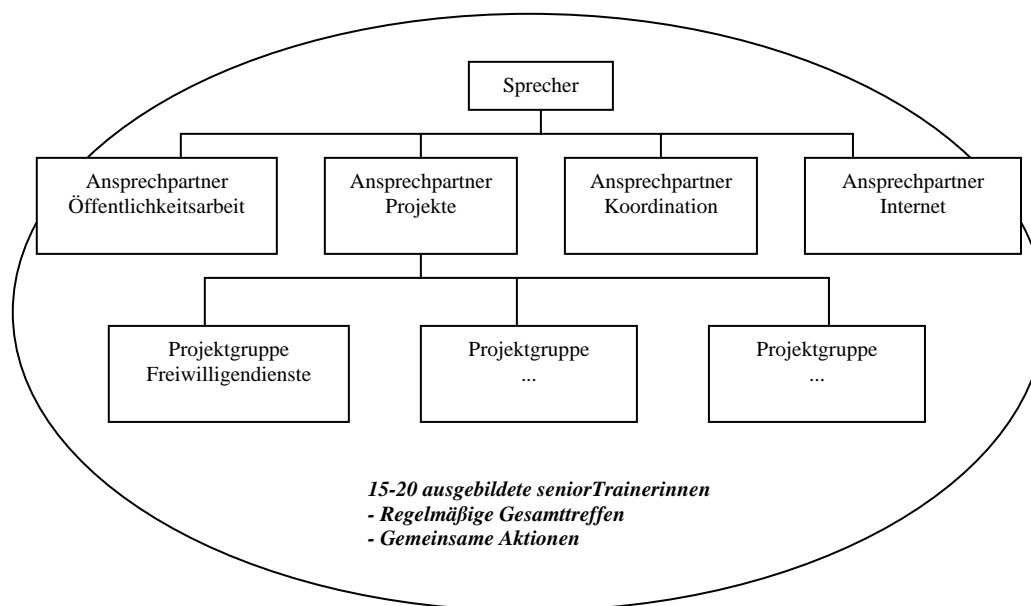 Sprecher
Ansprechpartner
Öffentlichkeitsarbeit
Ansprechpartner
Projekte
Ansprechpartner
Koordination
Ansprechpartner
Internet
Projektgruppe
Freiwilligendienste
Projektgruppe
...
Projektgruppe
...
15-20 ausgebildete seniorTrainerinnen
- Regelmäßige Gesamttreffen
- Gemeinsame Aktionen